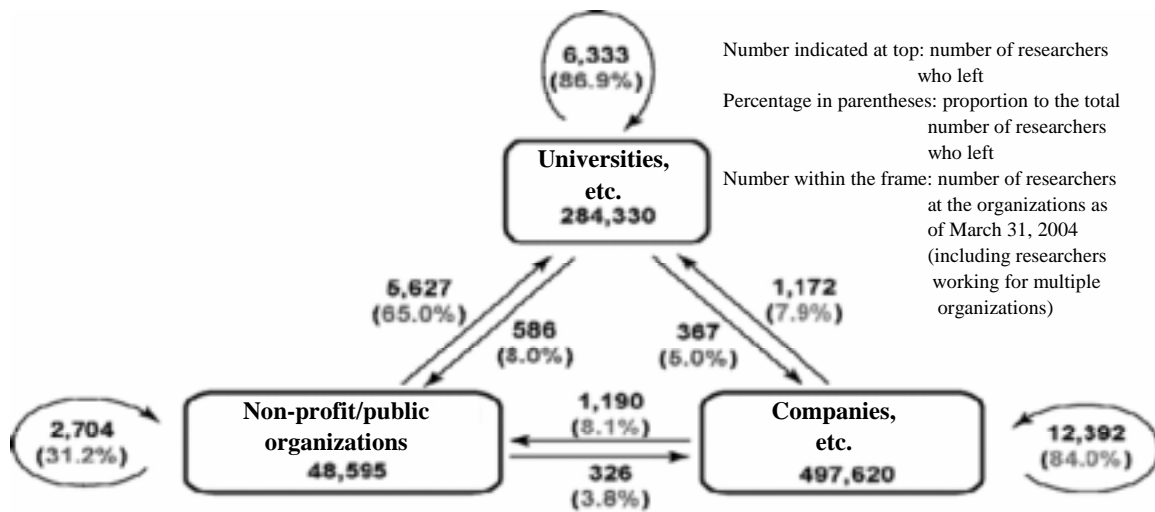 6,333
(86.9%)
Number indicated at top: number of researchers
who left
Percentage in parentheses: proportion to the total
number of researchers
who left
Number within the frame: number of researchers
at the organizations as
of March 31, 2004
(including researchers
working for multiple
organizations)
Universities,
etc.
284,330
5,627
(65.0%)
586
(8.0%)
367
(5.0%)
1,172
(7.9%)
2,704
(31.2%)
Non-profit/public
organizations
48,595
1,190
(8.1%)
326
(3.8%)
Companies,
etc.
497,620
12,392
(84.0%)